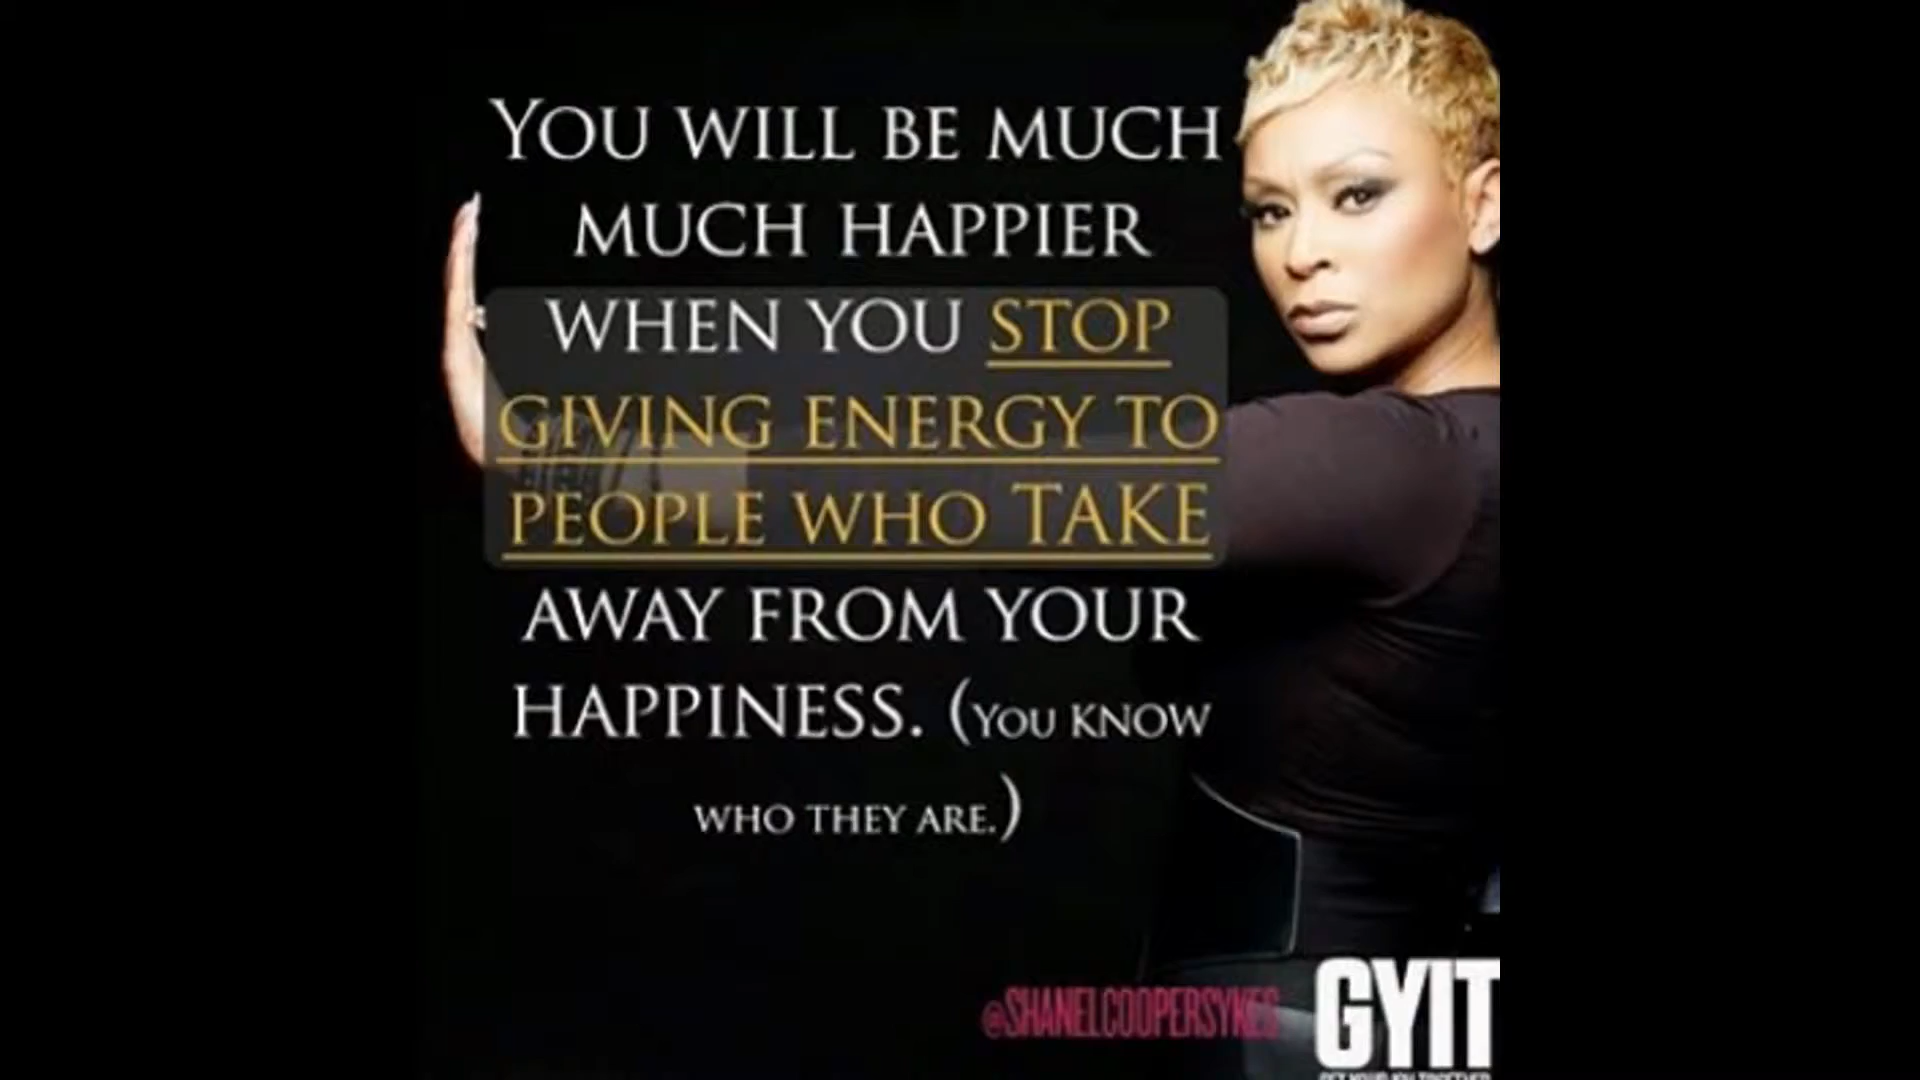 YOU WILL BE MUCH
MUCH HAPPIER
WHEN YOU STOP
GIVING ENERGY TO
PEOPLE WHO TAKE
AWAY FROM YOUR
HAPPINESS. (YOU KNOW
WHO THEY ARE.)
@SHANELCOOPERSYKES
GYIT